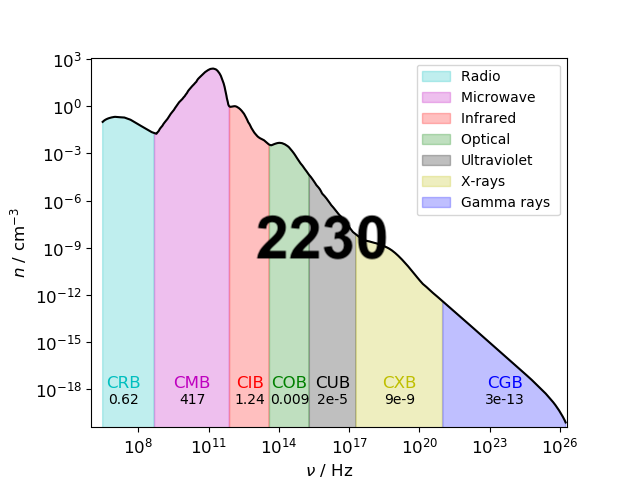 10³
10⁰
10⁻³
10⁻⁶
10⁻⁹
10⁻¹²
10⁻¹⁵
10⁻¹⁸
n / cm⁻³
Radio
Microwave
Infrared
Optical
Ultraviolet
X-rays
Gamma rays
2230
CRB CMB CIB COB CUB CXB CGB
0.62 417 1.24 0.009 2e-5 9e-9 3e-13
10⁸ 10¹¹ 10¹⁴ 10¹⁷ 10²⁰ 10²³ 10²⁶
ν / Hz